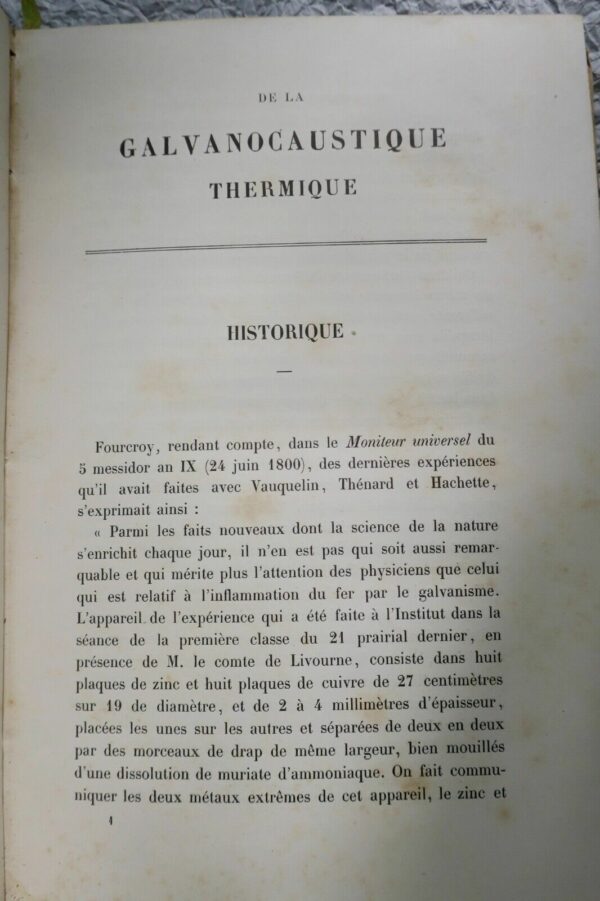 DE LA
GALVANOCAUSTIQUE
THERMIQUE
HISTORIQUE
Fourcroy, rendant compte, dans le Moniteur universel du
5 messidor an IX (24 juin 1800), des dernières expériences
qu'il avait faites avec Vauquelin, Thénard et Hachette,
s'exprimait ainsi :
« Parmi les faits nouveaux dont la science de la nature
s'enrichit chaque jour, il n'en est pas qui soit aussi remar-
quable et qui mérite plus l'attention des physiciens que celui
qui est relatif à l'inflammation du fer par le galvanisme.
L'appareil de l'expérience qui a été faite à l'Institut dans la
séance de la première classe du 21 prairial dernier, en
présence de M. le comte de Livourne, consiste dans huit
plaques de zinc et huit plaques de cuivre de 27 centimètres
sur 19 de diamètre, et de 2 à 4 millimètres d'épaisseur,
placées les unes sur les autres et séparées de deux en deux
par des morceaux de drap de même largeur, bien mouillés
d'une dissolution de muriate d'ammoniaque. On fait commu-
niquer les deux métaux extrêmes de cet appareil, le zinc et
1